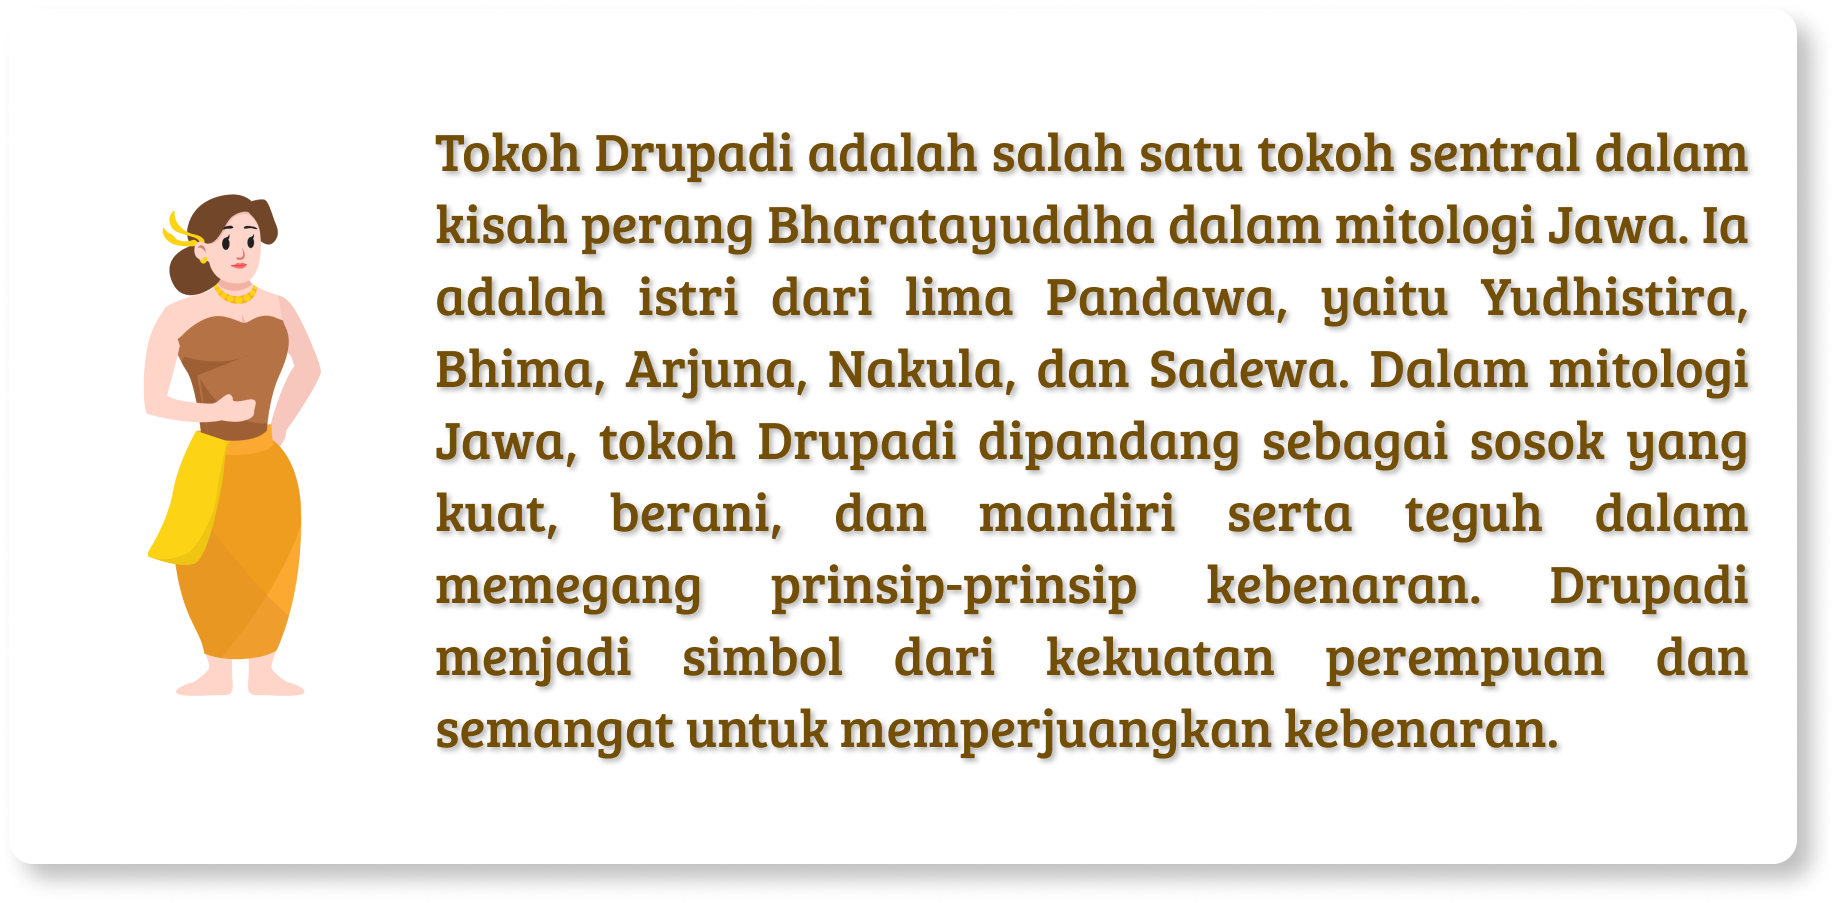 Tokoh Drupadi adalah salah satu tokoh sentral dalam
kisah perang Bharatayuddha dalam mitologi Jawa. Ia
adalah istri dari lima Pandawa, yaitu Yudhistira,
Bhima, Arjuna, Nakula, dan Sadewa. Dalam mitologi
Jawa, tokoh Drupadi dipandang sebagai sosok yang
kuat, berani, dan mandiri serta teguh dalam
memegang prinsip-prinsip kebenaran. Drupadi
menjadi simbol dari kekuatan perempuan dan
semangat untuk memperjuangkan kebenaran.